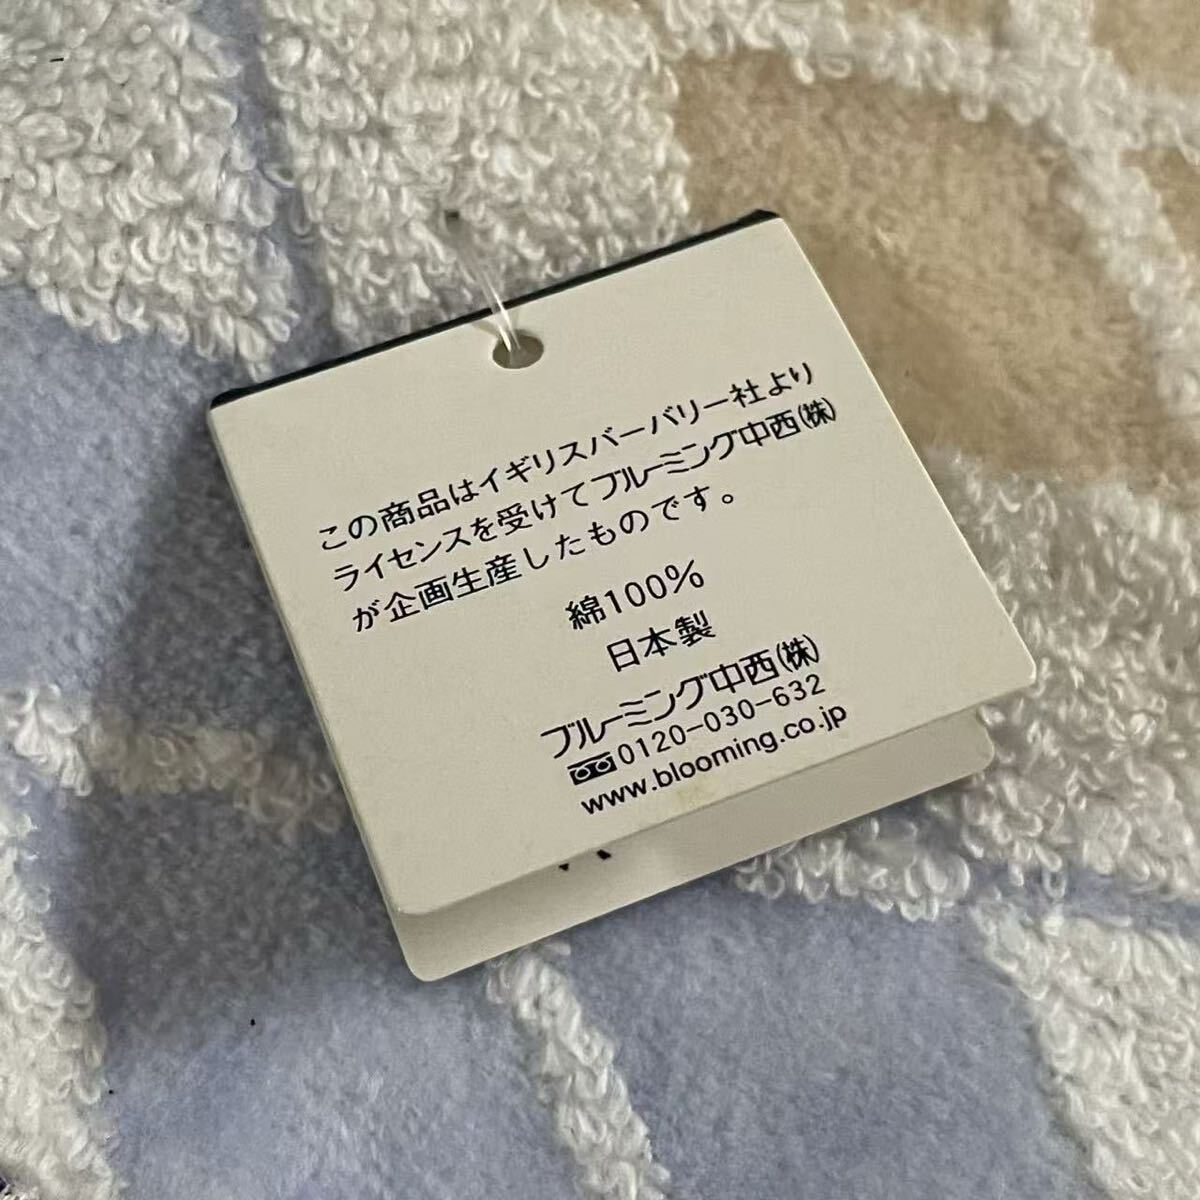 この商品はイギリスバーバリー社より
ライセンスを受けてブルーミング中西(株)
が企画生産したものです。
綿100%
日本製
ブルーミング中西(株)
0120-030-632
www.blooming.co.jp